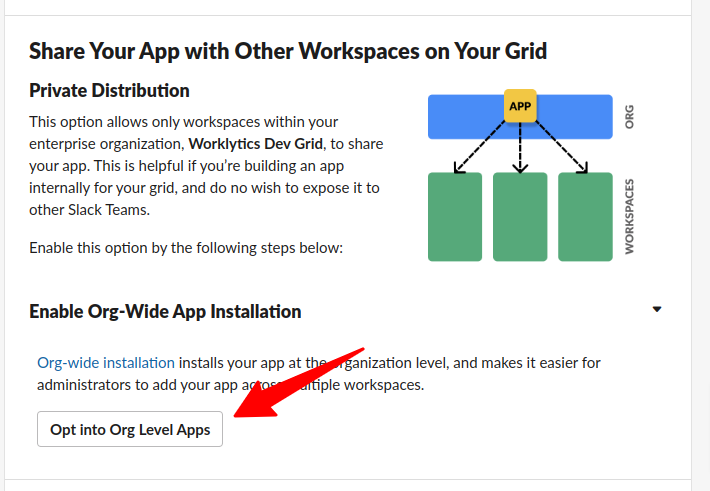 Share Your App with Other Workspaces on Your Grid
Private Distribution
This option allows only workspaces within your
enterprise organization, Worklytics Dev Grid, to share
your app. This is helpful if you're building an app
internally for your grid, and do no wish to expose it to
other Slack Teams.
Enable this option by the following steps below:
APP
ORG
WORKSPACES
Enable Org-Wide App Installation
Org-wide installation installs your app at the organization level, and makes it easier for
administrators to add your app across multiple workspaces.
Opt into Org Level Apps